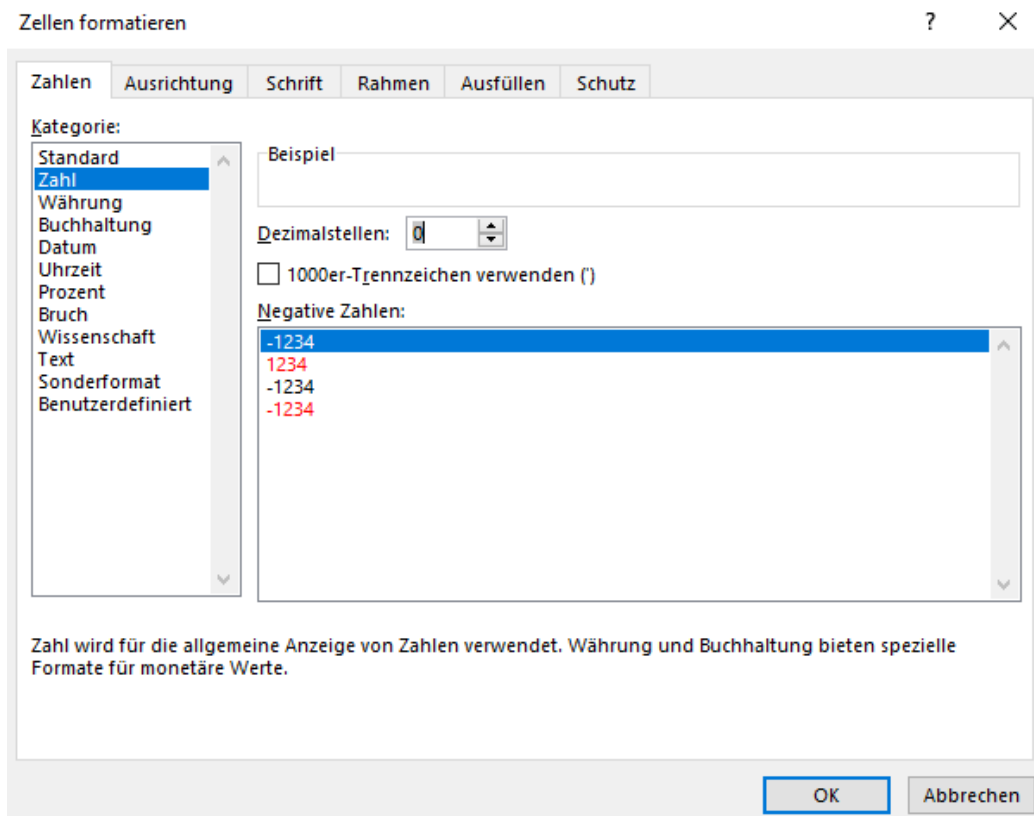 Zellen formatieren
?
Zahlen Ausrichtung Schrift Rahmen Ausfüllen Schutz
Kategorie:
Standard
Zahl
Währung
Buchhaltung
Datum
Uhrzeit
Prozent
Bruch
Wissenschaft
Text
Sonderformat
Benutzerdefiniert
Beispiel
Dezimalstellen: 0
1000er-Trennzeichen verwenden (')
Negative Zahlen:
-1234
1234
-1234
-1234
Zahl wird für die allgemeine Anzeige von Zahlen verwendet. Währung und Buchhaltung bieten spezielle
Formate für monetäre Werte.
OK Abbrechen